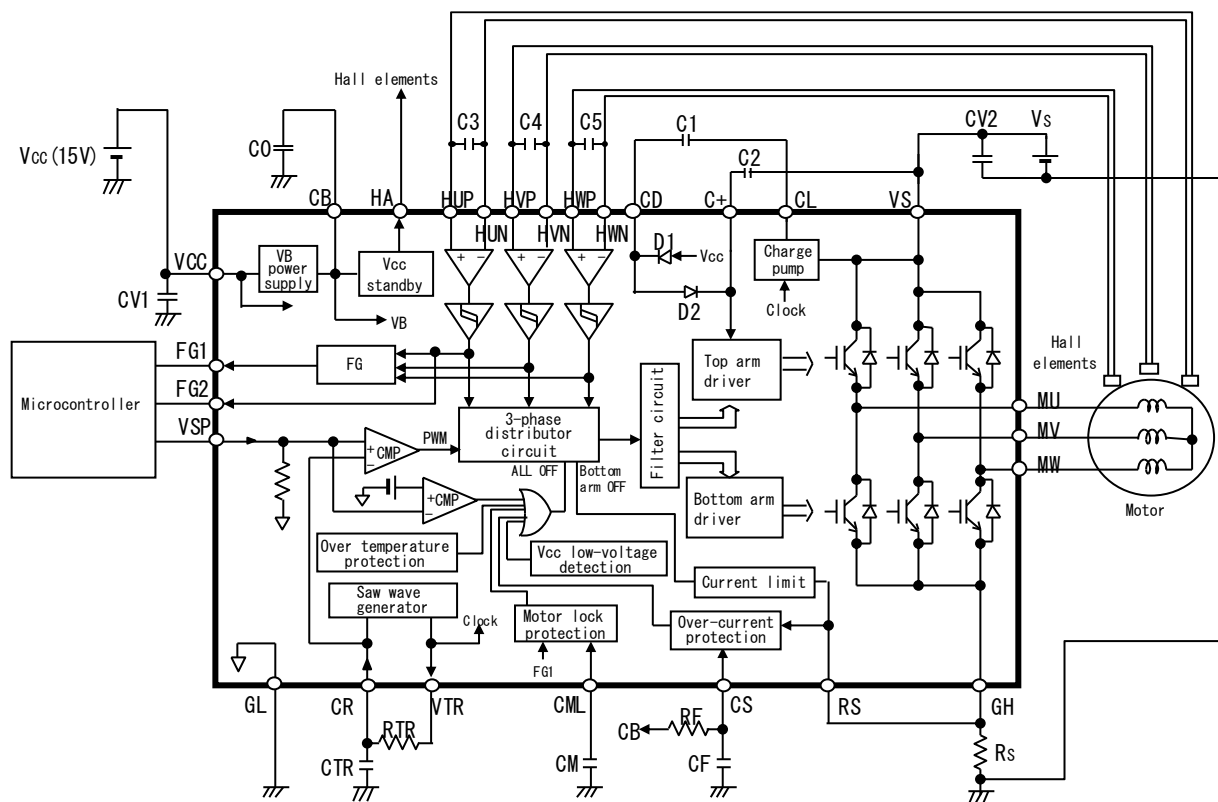 Hall elements
C3
C4
C5
C1
C2
CV2
VS
VCC (15V)
C0
CB
HA
HUP
HUN
HVP
HVN
HWP
HWN
CD
C+
CL
VS
VCC
CV1
VB power supply
Vcc standby
VB
D1
Vcc
D2
Charge pump
Clock
Microcontroller
FG1
FG2
VSP
FG
Top arm driver
Hall elements
MU
MV
MW
Motor
+ -
+ -
+ -
3-phase distributor circuit
Filter circuit
+
-
CMP
PWM
ALL OFF
Bottom arm OFF
+
-
CMP
Bottom arm driver
Over temperature protection
Vcc low-voltage detection
Current limit
Saw wave generator
Clock
Motor lock protection
FG1
Over-current protection
GL
CR
VTR
CML
CS
RS
GH
RTR
CTR
CM
CB
RF
CF
RS